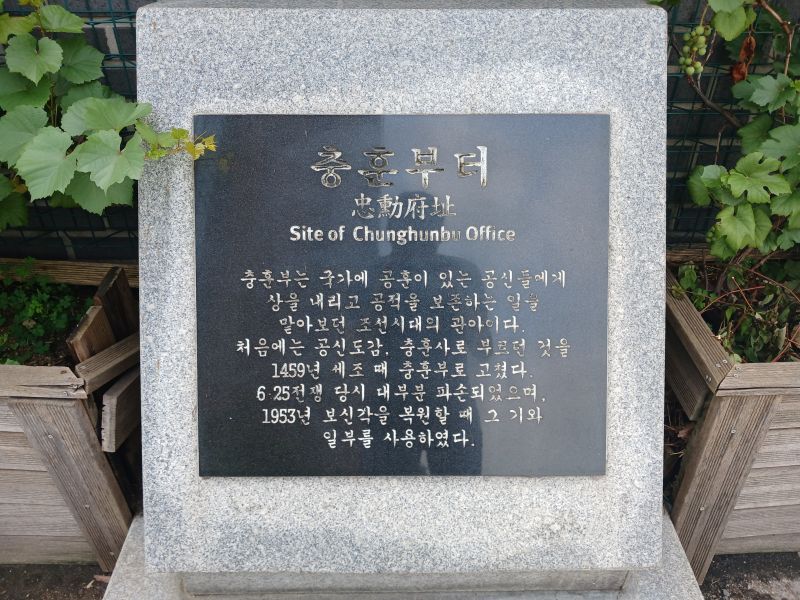 충훈부터
忠勳府址
Site of Chunghunbu Office
충훈부는 국가에 공훈이 있는 공신들에게
상을 내리고 공적을 보존하는 일을
맡아보던 조선시대의 관아이다.
처음에는 공신도감, 충훈사로 부르던 것을
1459년 세조 때 충훈부로 고쳤다.
6·25전쟁 당시 대부분 파손되었으며,
1953년 보신각을 복원할 때 그 기와
일부를 사용하였다.